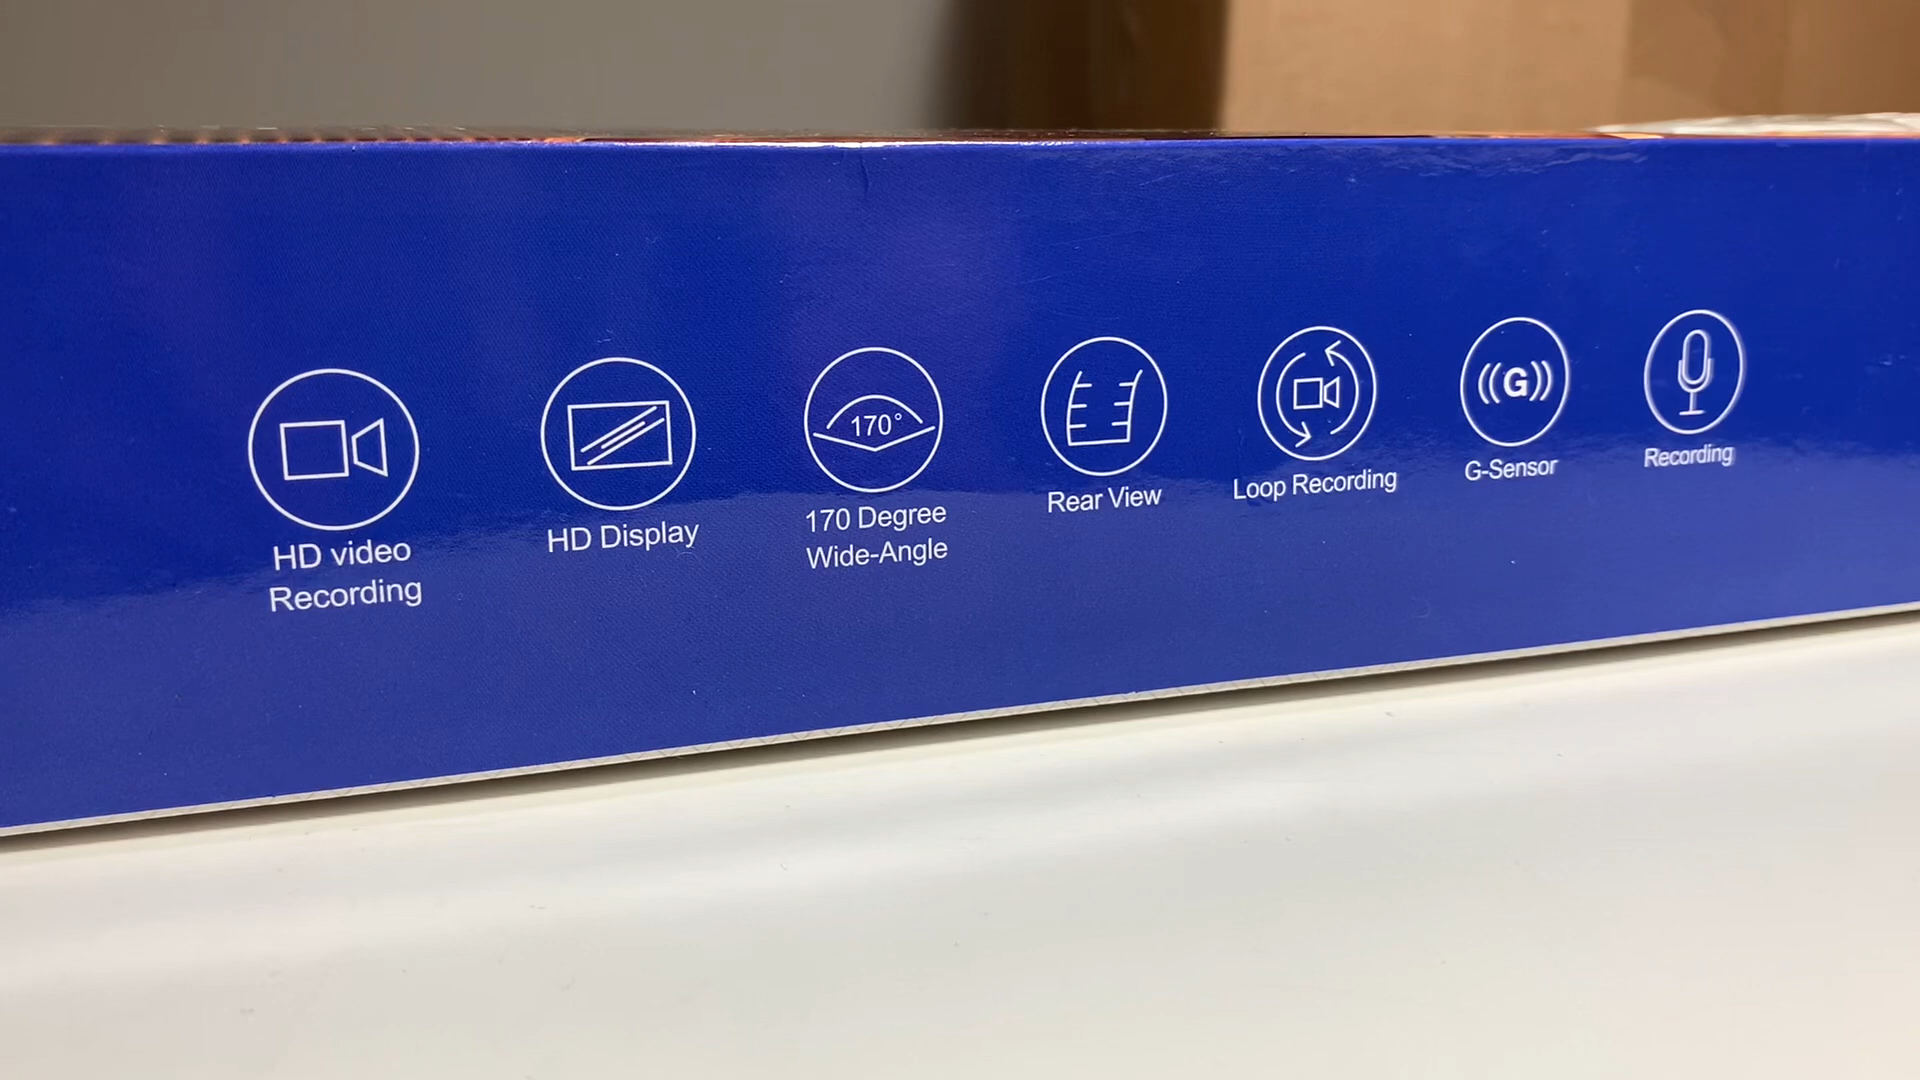 HD video
Recording
HD Display
170°
170 Degree
Wide-Angle
Rear View
Loop Recording
((G))
G-Sensor
Recording